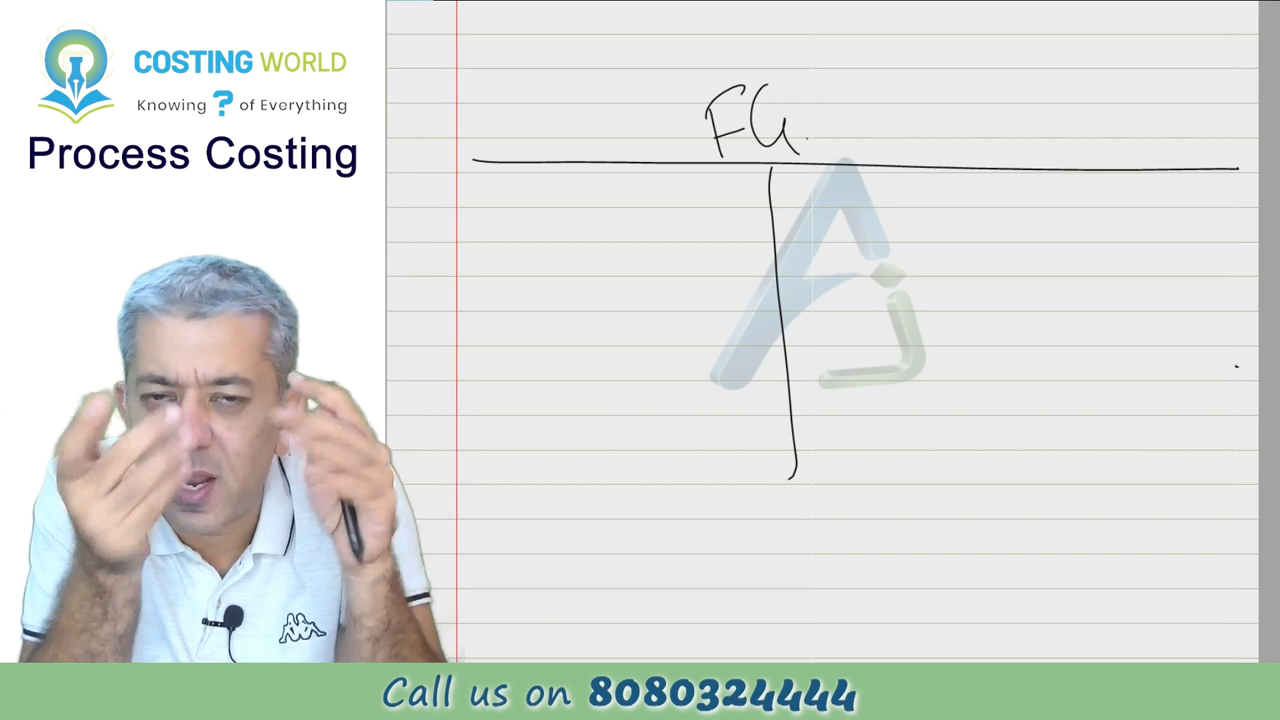 COSTING WORLD
Knowing ? of Everything
Process Costing
FG
Call us on 8080324444